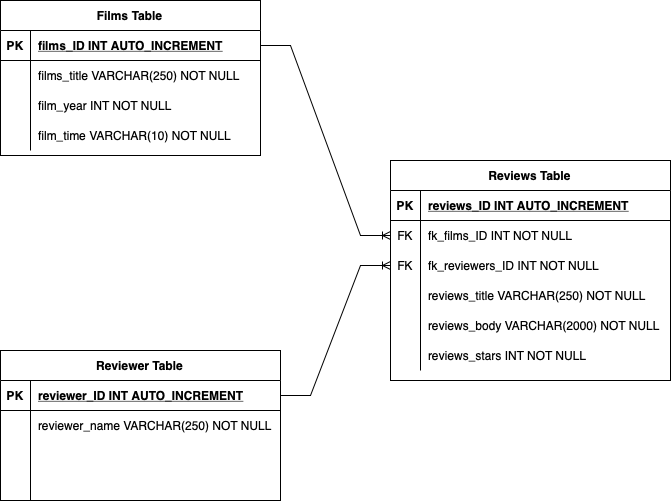 Films Table
PK films_ID INT AUTO_INCREMENT
films_title VARCHAR(250) NOT NULL
film_year INT NOT NULL
film_time VARCHAR(10) NOT NULL
Reviews Table
PK reviews_ID INT AUTO_INCREMENT
FK fk_films_ID INT NOT NULL
FK fk_reviewers_ID INT NOT NULL
reviews_title VARCHAR(250) NOT NULL
reviews_body VARCHAR(2000) NOT NULL
reviews_stars INT NOT NULL
Reviewer Table
PK reviewer_ID INT AUTO_INCREMENT
reviewer_name VARCHAR(250) NOT NULL